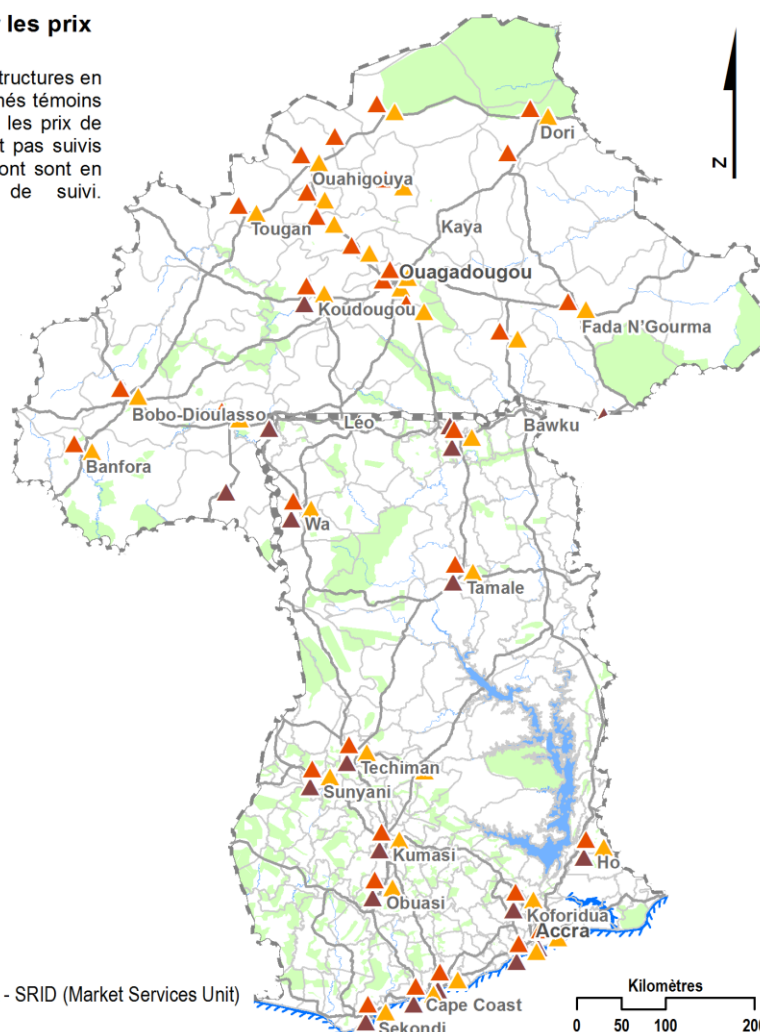 les prix
tructures en
nés témoins
les prix de
t pas suivis
ont sont en
de suivi.
N
Dori
Ouahigouya
Tougan
Kaya
Ouagadougou
Koudougou
Fada N'Gourma
Bobo-Dioulasso
Léo
Bawku
Banfora
Wa
Tamale
Techiman
Sunyani
Kumasi
Ho
Obuasi
Koforidua
Accra
- SRID (Market Services Unit)
Cape Coast
Sekondi
Kilomètres
0 50 100 200